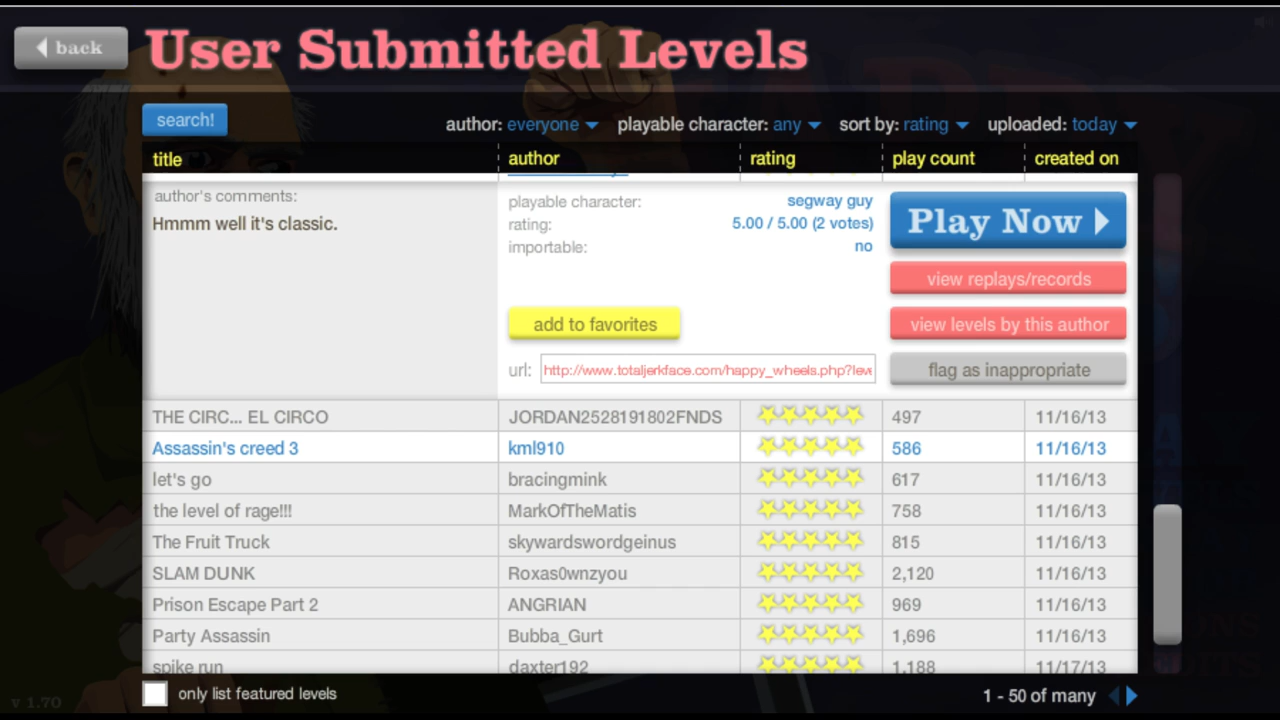 back
User Submitted Levels
search!
author: everyone playable character: any sort by: rating uploaded: today
title author rating play count created on
author's comments:
Hmmm well it's classic.
playable character: segway guy
rating: 5.00 / 5.00 (2 votes)
importable: no
Play Now
view replays/records
add to favorites
view levels by this author
url: http://www.totaljerkface.com/happy_wheels.php?leve
flag as inappropriate
THE CIRC... EL CIRCO JORDAN2528191802FNDS 497 11/16/13
Assassin's creed 3 kml910 586 11/16/13
let's go bracingmink 617 11/16/13
the level of rage!!! MarkOfTheMatis 758 11/16/13
The Fruit Truck skywardswordgeinus 815 11/16/13
SLAM DUNK Roxas0wnzyou 2,120 11/16/13
Prison Escape Part 2 ANGRIAN 969 11/16/13
Party Assassin Bubba_Gurt 1,696 11/16/13
spike run daxter192 1,188 11/17/13
only list featured levels 1 - 50 of many
v 1.70